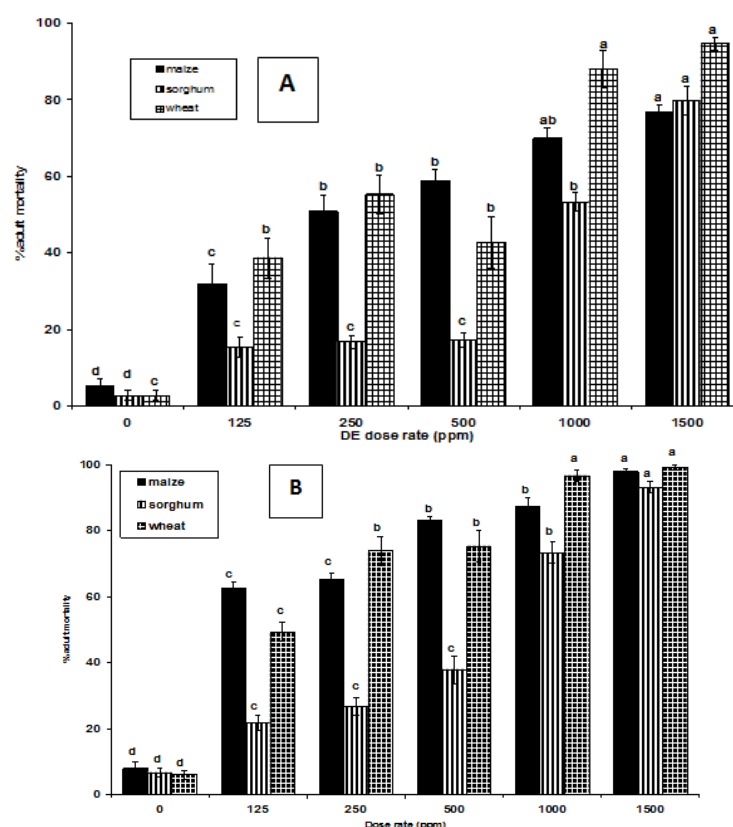 100
80
60
40
20
0
%adult mortality
maize
sorghum
wheat
A
d d c
c c b
b c b
b c b
ab b a
a a a
0 125 250 500 1000 1500
DE dose rate (ppm)
100
80
60
40
20
0
%adult mortality
maize
sorghum
wheat
B
d d d
c c c
c c b
b c b
b b a
a a a
0 125 250 500 1000 1500
Dose rate (ppm)